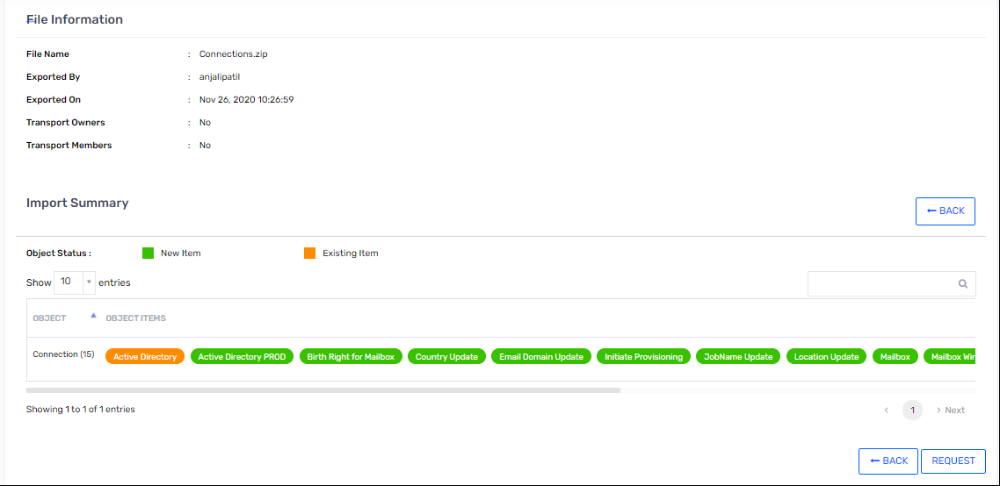 File Information
File Name : Connections.zip
Exported By : anjalipatil
Exported On : Nov 26, 2020 10:26:59
Transport Owners : No
Transport Members : No
Import Summary
← BACK
Object Status : New Item Existing Item
Show 10 entries
OBJECT OBJECT ITEMS
Connection (15) Active Directory Active Directory PROD Birth Right for Mailbox Country Update Email Domain Update Initiate Provisioning JobName Update Location Update Mailbox Mailbox Wir
Showing 1 to 1 of 1 entries
‹ 1 › Next
← BACK REQUEST